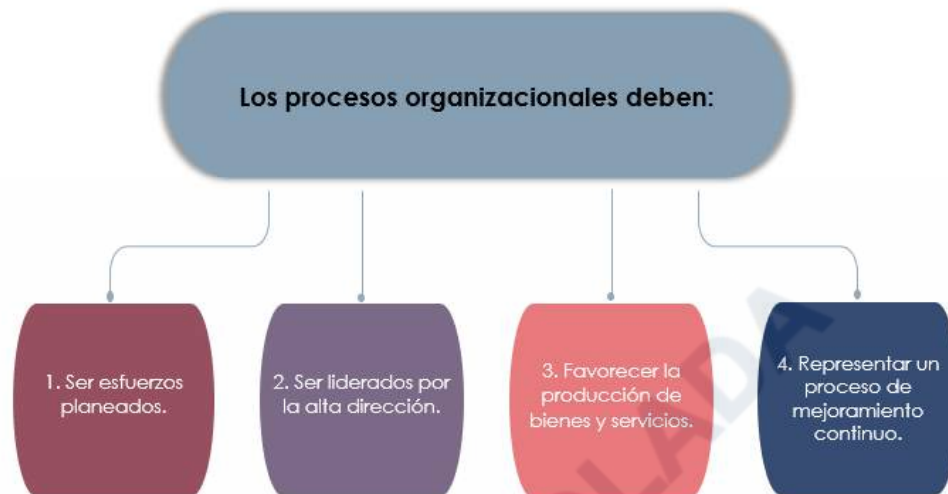 Los procesos organizacionales deben:
1. Ser esfuerzos
planeados.
2. Ser liderados por
la alta dirección.
3. Favorecer la
producción de
bienes y servicios.
4. Representar un
proceso de
mejoramiento
continuo.